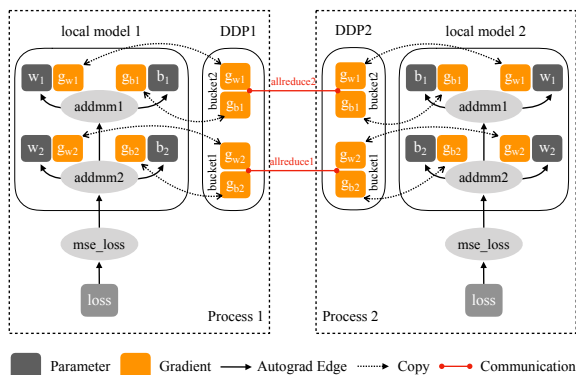 local model 1
DDP1
DDP2
local model 2
w1 gw1 gb1 b1
addmm1
w2 gw2 gb2 b2
addmm2
mse_loss
loss
bucket2
gw1
gb1
bucket1
gw2
gb2
Process 1
allreduce2
allreduce1
gw1
gb1
bucket2
gw2
gb2
bucket1
b1 gb1 gw1 w1
addmm1
b2 gb2 gw2 w2
addmm2
mse_loss
loss
Process 2
Parameter Gradient Autograd Edge Copy Communication